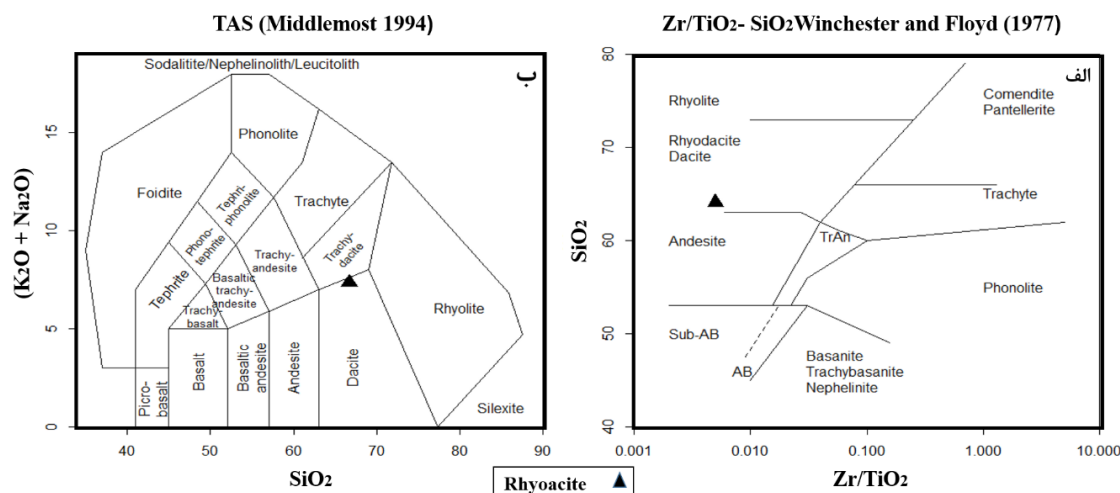 TAS (Middlemost 1994)
ب
Sodalitite/Nephelinolith/Leucitolith
Phonolite
Foidite
Tephri-
phonolite
Trachyte
Phono-
tephrite
Trachy-
andesite
Trachy-
dacite
Tephrite
Basaltic
trachy-
andesite
Trachy-
basalt
Rhyolite
Picro-
basalt
Basalt
Basaltic
andesite
Andesite
Dacite
Silexite
(K2O + Na2O)
0
5
10
15
40
50
60
70
80
90
SiO2
Zr/TiO2- SiO2Winchester and Floyd (1977)
الف
Comendite
Pantellerite
Rhyolite
Rhyodacite
Dacite
Trachyte
Andesite
TrAn
Phonolite
Sub-AB
AB
Basanite
Trachybasanite
Nephelinite
SiO2
40
50
60
70
80
0.001
0.010
0.100
1.000
10.000
Zr/TiO2
Rhyoacite